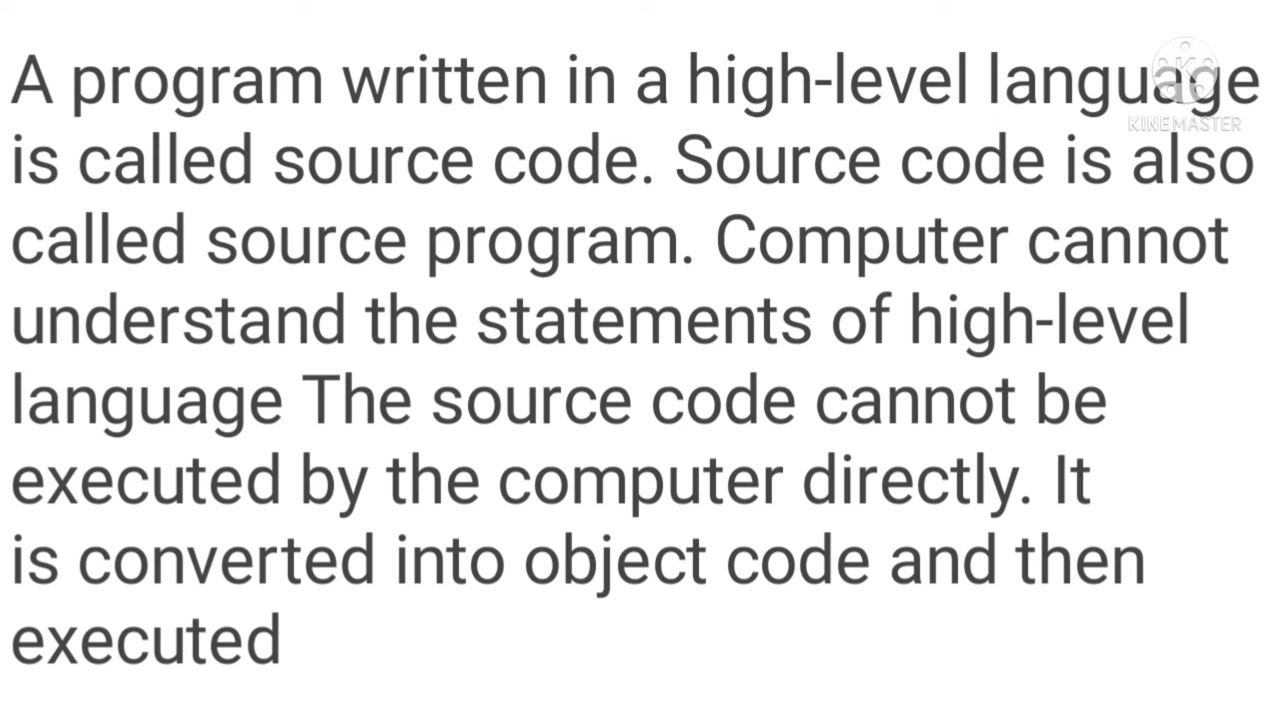 A program written in a high-level language
is called source code. Source code is also
called source program. Computer cannot
understand the statements of high-level
language The source code cannot be
executed by the computer directly. It
is converted into object code and then
executed
K
KINEMASTER